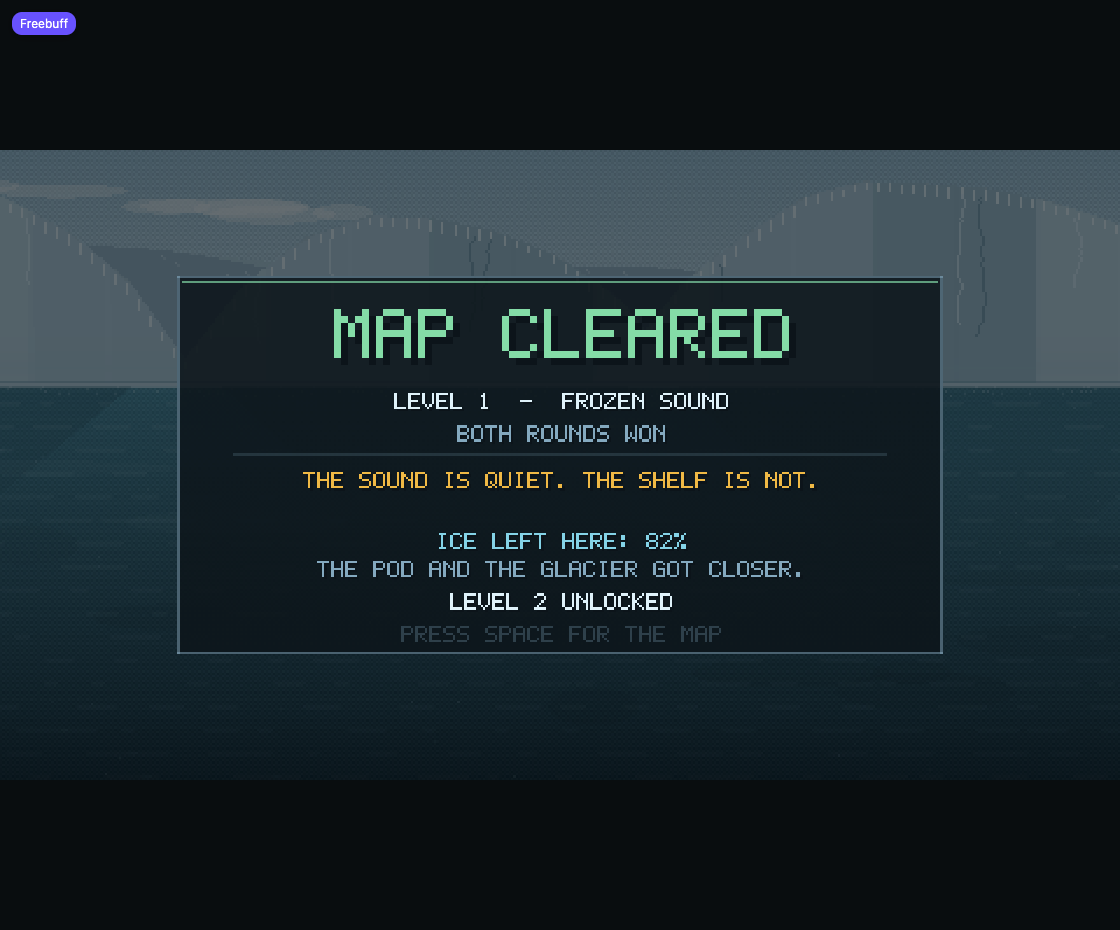 Freebuff
MAP CLEARED
LEVEL 1 - FROZEN SOUND
BOTH ROUNDS WON
THE SOUND IS QUIET. THE SHELF IS NOT.
ICE LEFT HERE: 82%
THE POD AND THE GLACIER GOT CLOSER.
LEVEL 2 UNLOCKED
PRESS SPACE FOR THE MAP